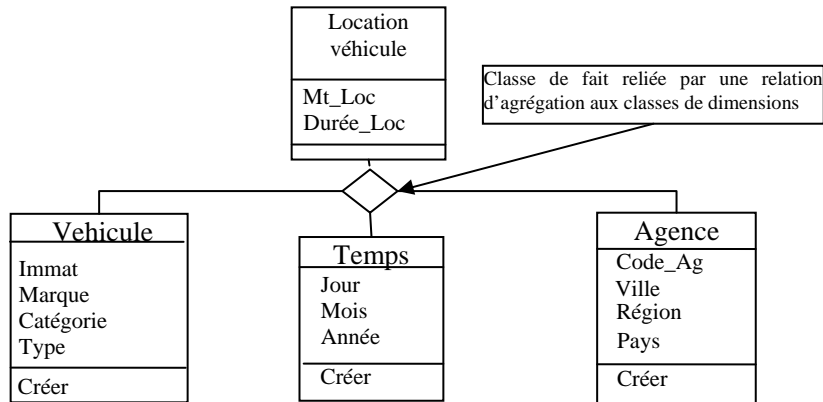 Location
véhicule
Mt_Loc
Durée_Loc
Classe de fait reliée par une relation
d'agrégation aux classes de dimensions
Vehicule
Immat
Marque
Catégorie
Type
Créer
Temps
Jour
Mois
Année
Créer
Agence
Code_Ag
Ville
Région
Pays
Créer